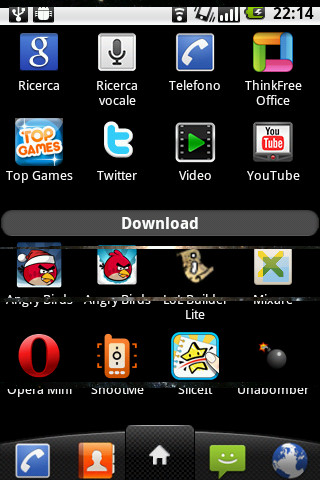 22:14
g
Ricerca
Ricerca
vocale
Telefono
ThinkFree
Office
TOP
GAMES
You
Tube
Top Games
Twitter
Video
YouTube
Download
Angry Birds
Angry Birds
LoL Builder
Lite
Mixare
Opera Mini
ShootMe
SliceIt
Unabomber